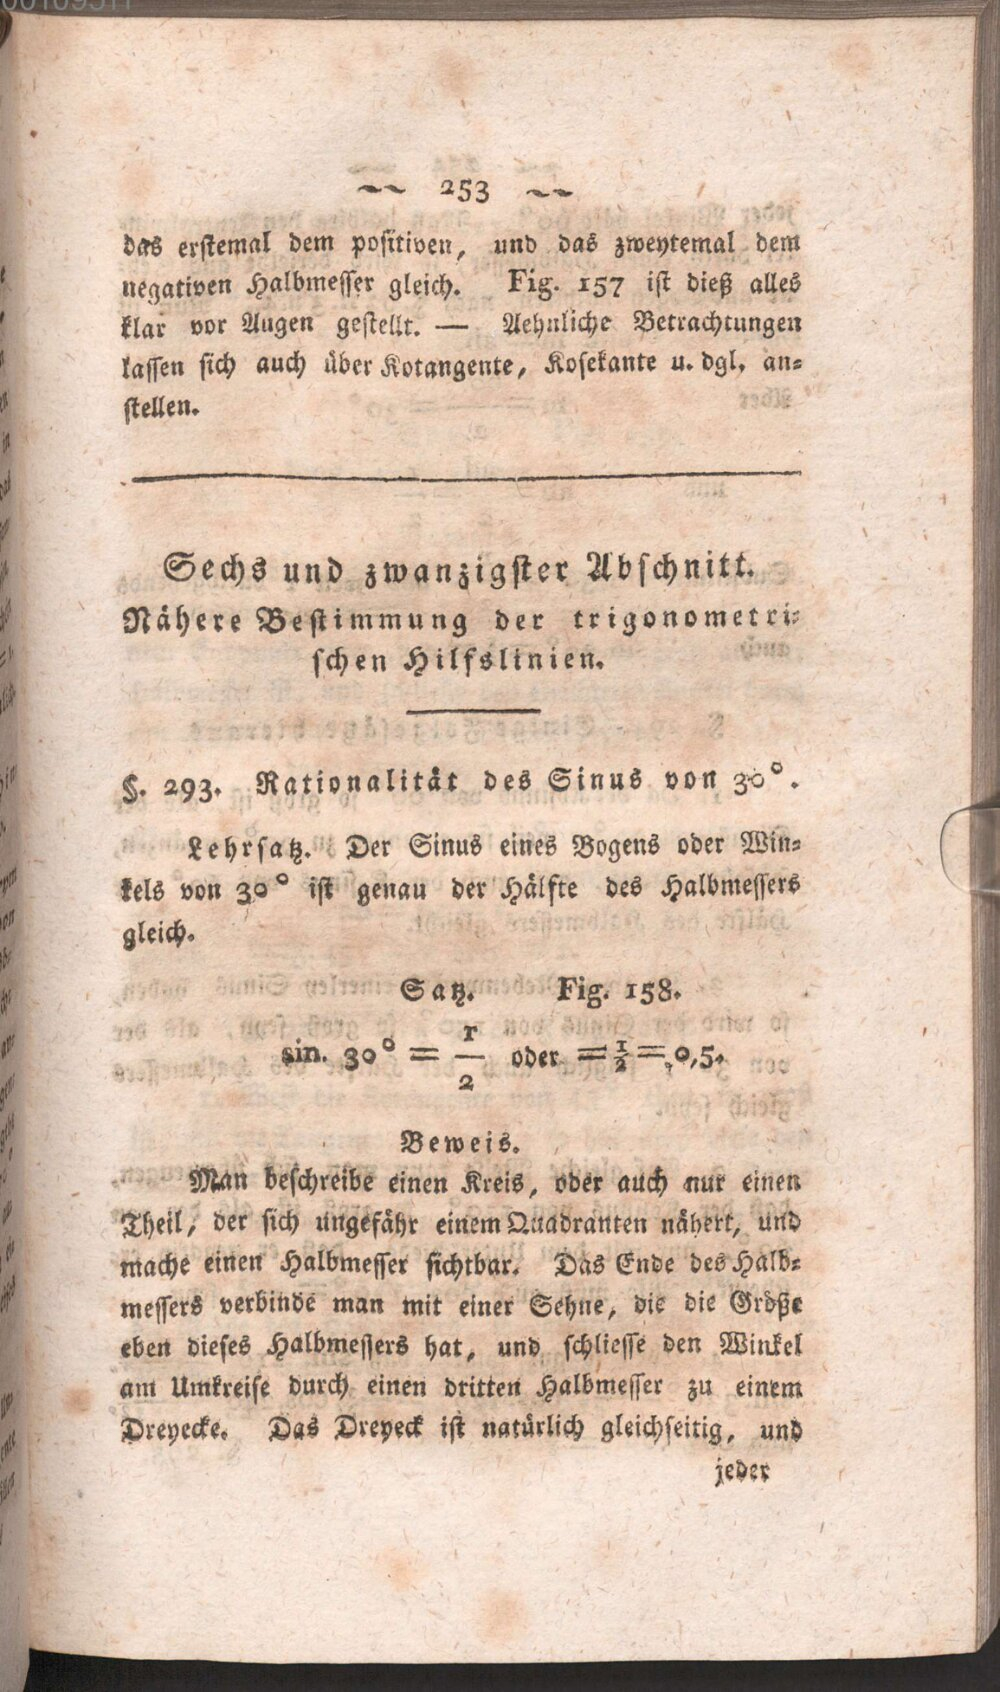 ~~ 253 ~~
das erstemal dem positiven, und das zweytemal dem
negativen Halbmesser gleich. Fig. 157 ist dieß alles
klar vor Augen gestellt. — Aehnliche Betrachtungen
lassen sich auch über Kotangente, Kosekante u. dgl. an=
stellen.
Sechs und zwanzigster Abschnitt.
Nähere Bestimmung der trigonometri=
schen Hilfslinien.
§. 293. Rationalität des Sinus von 30°.
Lehrsatz. Der Sinus eines Bogens oder Win=
kels von 30° ist genau der Hälfte des Halbmessers
gleich.
Satz. Fig. 158.
sin. 30° = r/2 oder = ½ = 0,5.
Beweis.
Man beschreibe einen Kreis, oder auch nur einen
Theil, der sich ungefähr einem Quadranten nähert, und
mache einen Halbmesser sichtbar. Das Ende des Halb=
messers verbinde man mit einer Sehne, die die Größe
eben dieses Halbmessers hat, und schliesse den Winkel
am Umkreise durch einen dritten Halbmesser zu einem
Dreyecke. Das Dreyeck ist natürlich gleichseitig, und
jeder